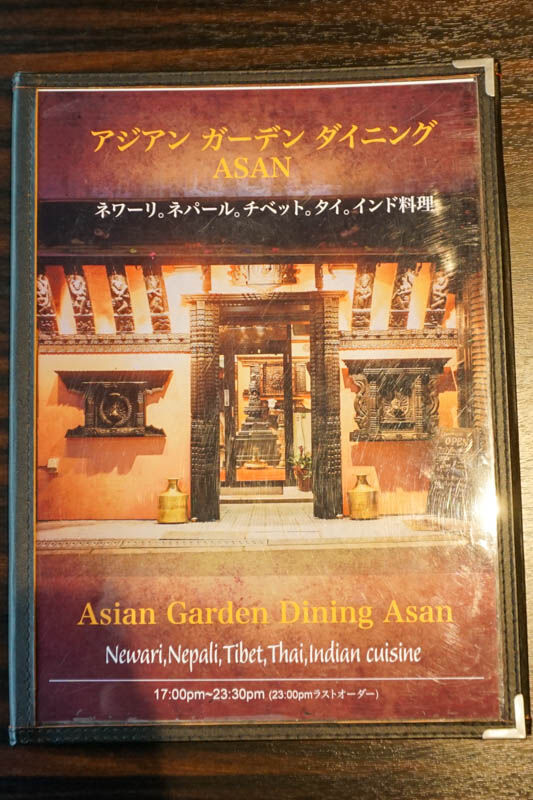 アジアン ガーデン ダイニング
ASAN
ネワーリ。ネパール。チベット。タイ。インド料理
OPEN
Asian Garden Dining Asan
Newari,Nepali,Tibet,Thai,Indian cuisine
17:00pm~23:30pm (23:00pmラストオーダー)